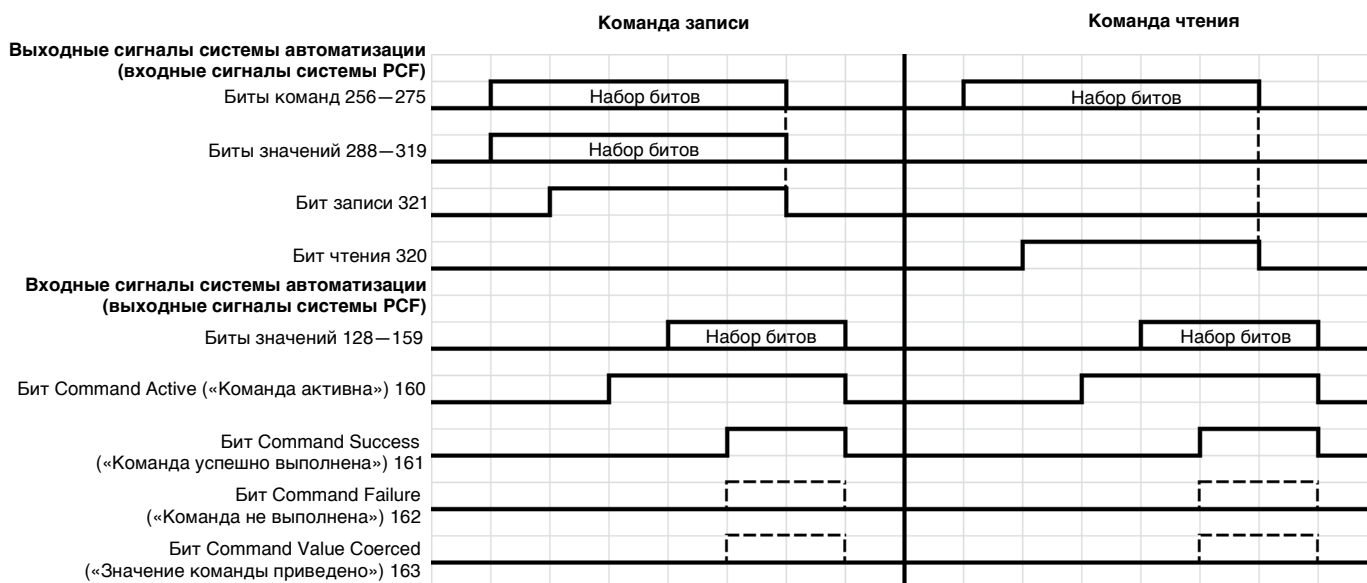 Команда записи
Команда чтения
Выходные сигналы системы автоматизации
(входные сигналы системы PCF)
Биты команд 256—275
Набор битов
Набор битов
Биты значений 288—319
Набор битов
Бит записи 321
Бит чтения 320
Входные сигналы системы автоматизации
(выходные сигналы системы PCF)
Биты значений 128—159
Набор битов
Набор битов
Бит Command Active («Команда активна») 160
Бит Command Success
(«Команда успешно выполнена») 161
Бит Command Failure
(«Команда не выполнена») 162
Бит Command Value Coerced
(«Значение команды приведено») 163